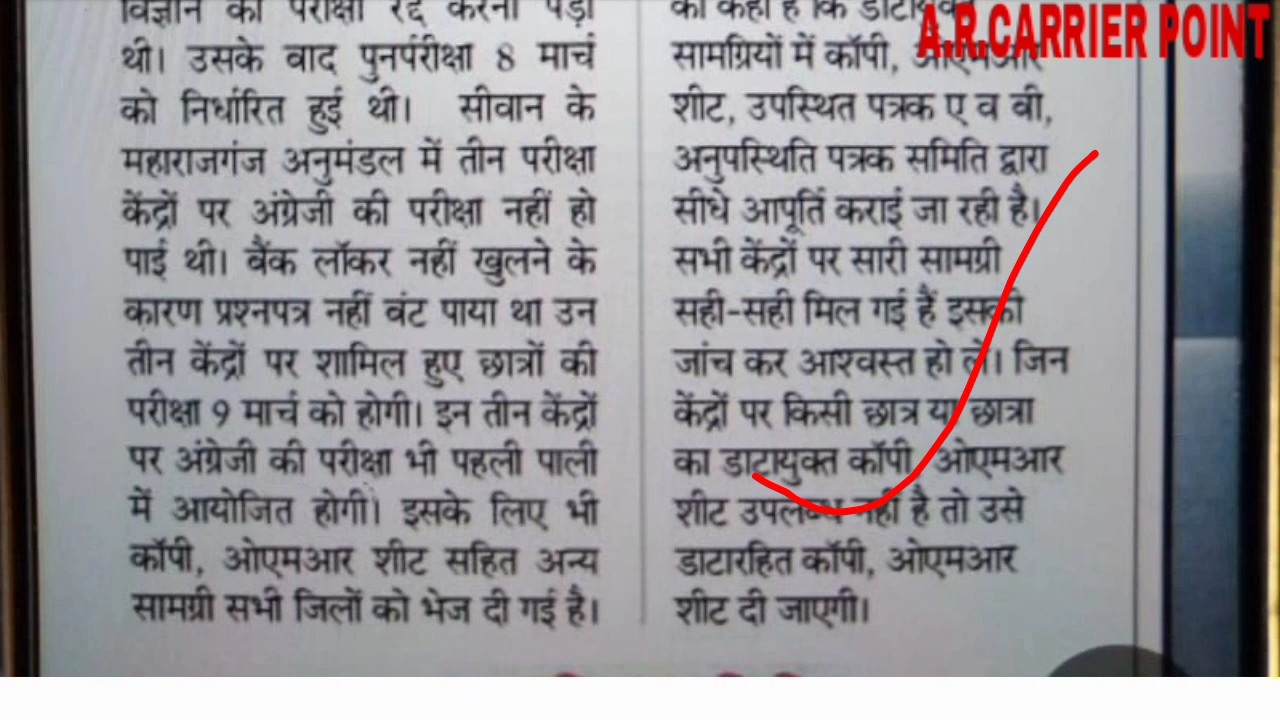 विज्ञान की परीक्षा रद्द करनी पड़ी
थी। उसके बाद पुनर्परीक्षा 8 मार्च
को निर्धारित हुई थी। सीवान के
महाराजगंज अनुमंडल में तीन परीक्षा
केंद्रों पर अंग्रेजी की परीक्षा नहीं हो
पाई थी। बैंक लॉकर नहीं खुलने के
कारण प्रश्नपत्र नहीं बंट पाया था उन
तीन केंद्रों पर शामिल हुए छात्रों की
परीक्षा 9 मार्च को होगी। इन तीन केंद्रों
पर अंग्रेजी की परीक्षा भी पहली पाली
में आयोजित होगी। इसके लिए भी
कॉपी, ओएमआर शीट सहित अन्य
सामग्री सभी जिलों को भेज दी गई है।
को कहा है कि डाटायुक्त
सामग्रियों में कॉपी, ओएमआर
शीट, उपस्थित पत्रक ए व बी,
अनुपस्थिति पत्रक समिति द्वारा
सीधे आपूर्ति कराई जा रही है।
सभी केंद्रों पर सारी सामग्री
सही-सही मिल गई हैं इसकी
जांच कर आश्वस्त हो लें। जिन
केंद्रों पर किसी छात्र या छात्रा
का डाटायुक्त कॉपी, ओएमआर
शीट उपलब्ध नहीं है तो उसे
डाटारहित कॉपी, ओएमआर
शीट दी जाएगी।
A.R.CARRIER POINT